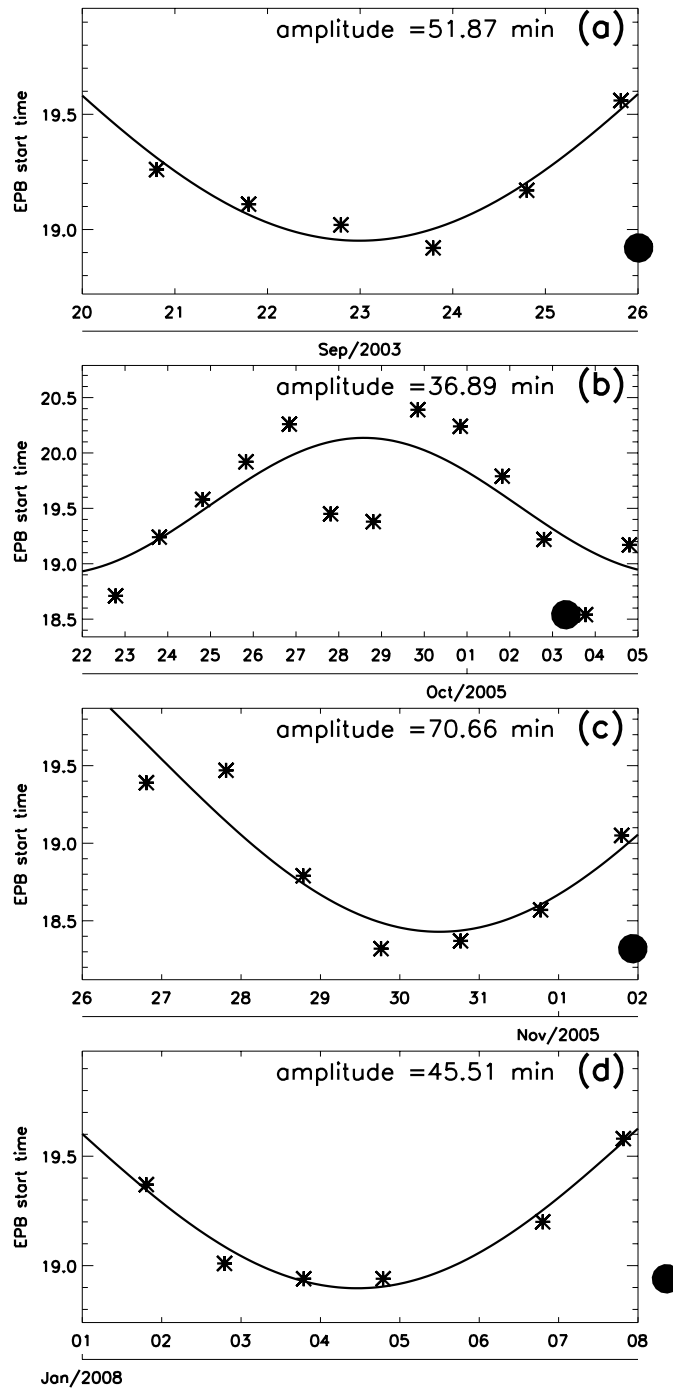 amplitude =51.87 min (a)
EPB start time
19.5
19.0
20 21 22 23 24 25 26
Sep/2003
amplitude =36.89 min (b)
EPB start time
20.5
20.0
19.5
19.0
18.5
22 23 24 25 26 27 28 29 30 01 02 03 04 05
Oct/2005
amplitude =70.66 min (c)
EPB start time
19.5
19.0
18.5
26 27 28 29 30 31 01 02
Nov/2005
amplitude =45.51 min (d)
EPB start time
19.5
19.0
01 02 03 04 05 06 07 08
Jan/2008